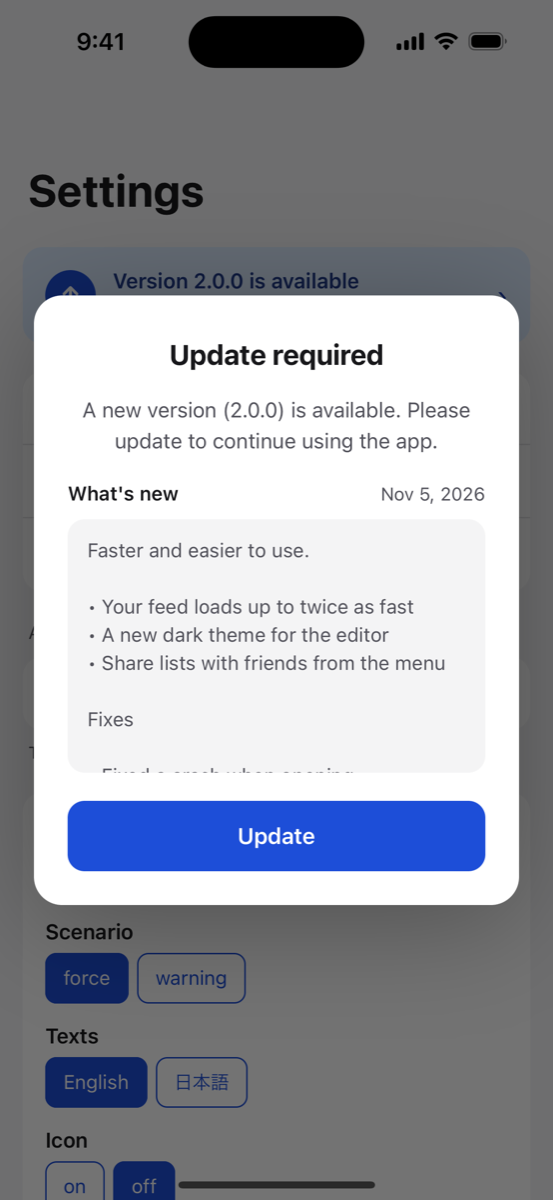 9:41
Settings
Version 2.0.0 is available
Update required
A new version (2.0.0) is available. Please
update to continue using the app.
What's new
Nov 5, 2026
Faster and easier to use.
• Your feed loads up to twice as fast
• A new dark theme for the editor
• Share lists with friends from the menu
Fixes
Update
Scenario
force
warning
Texts
English
日本語
Icon
on
off